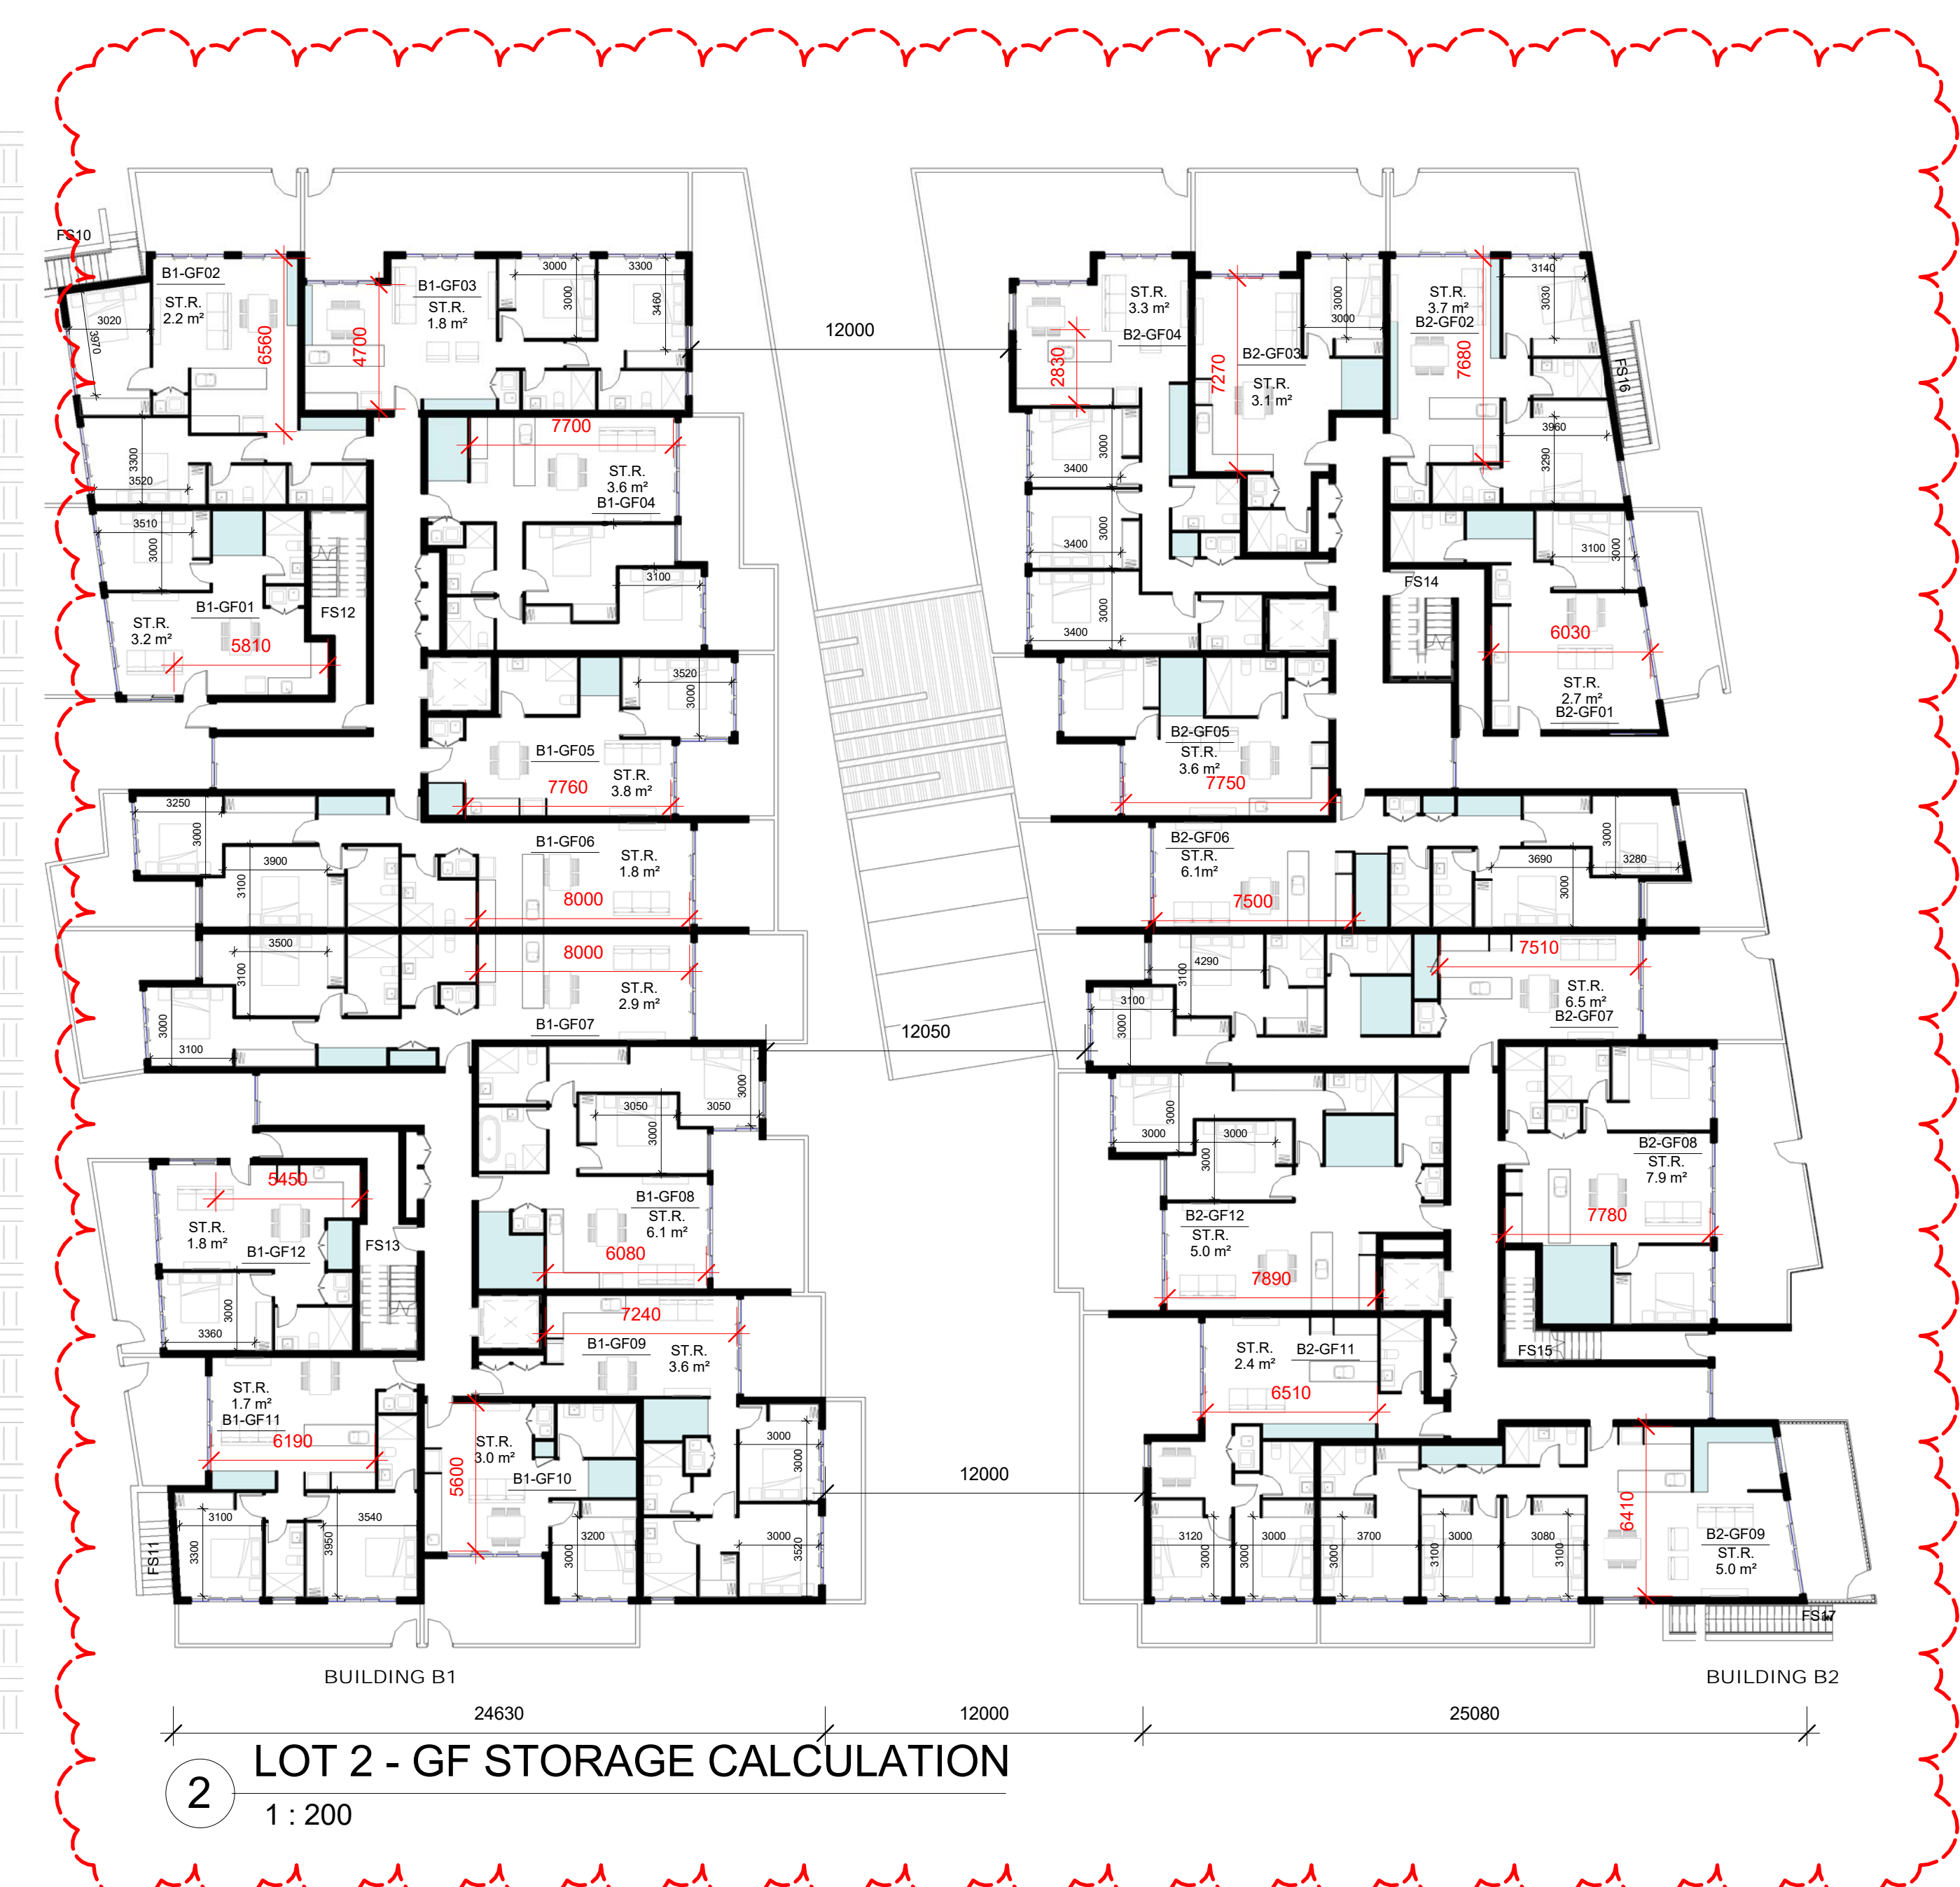 FS10
B1-GF02
ST.R.
2.2 m²
3020
3970
6560
3300
3520
B1-GF03
ST.R.
1.8 m²
4700
3000
3000
3300
3460
12000
7700
ST.R.
3.6 m²
B1-GF04
3100
3510
3000
B1-GF01
ST.R.
3.2 m²
5810
FS12
3520
3000
B1-GF05
ST.R.
3.8 m²
7760
3250
3000
3900
3100
B1-GF06
ST.R.
1.8 m²
8000
3500
3100
8000
ST.R.
2.9 m²
B1-GF07
3000
3100
12050
3050
3050
3000
3000
B1-GF08
ST.R.
6.1 m²
6080
5450
ST.R.
1.8 m²
B1-GF12
FS13
3000
3360
7240
B1-GF09
ST.R.
3.6 m²
ST.R.
1.7 m²
B1-GF11
6190
5600
ST.R.
3.0 m²
B1-GF10
3000
3000
12000
FS11
3100
3300
3540
3950
3200
3000
3000
3520
ST.R.
3.3 m²
B2-GF04
2830
3000
3400
3000
3400
3000
3400
B2-GF03
ST.R.
3.1 m²
7270
3000
3000
ST.R.
3.7 m²
B2-GF02
7680
3140
3030
FS16
3960
3290
3100
3000
FS14
6030
ST.R.
2.7 m²
B2-GF01
B2-GF05
ST.R.
3.6 m²
7750
B2-GF06
ST.R.
6.1m²
7500
3690
3000
3000
3280
4290
3100
3100
3000
7510
ST.R.
6.5 m²
B2-GF07
3000
3000
3000
3000
B2-GF12
ST.R.
5.0 m²
7890
B2-GF08
ST.R.
7.9 m²
7780
FS15
ST.R.
2.4 m²
B2-GF11
6510
3120
3000
3000
3000
3700
3000
3000
3100
3080
3100
6410
B2-GF09
ST.R.
5.0 m²
FS17
BUILDING B1
BUILDING B2
24630
12000
25080
2
LOT 2 - GF STORAGE CALCULATION
1 : 200